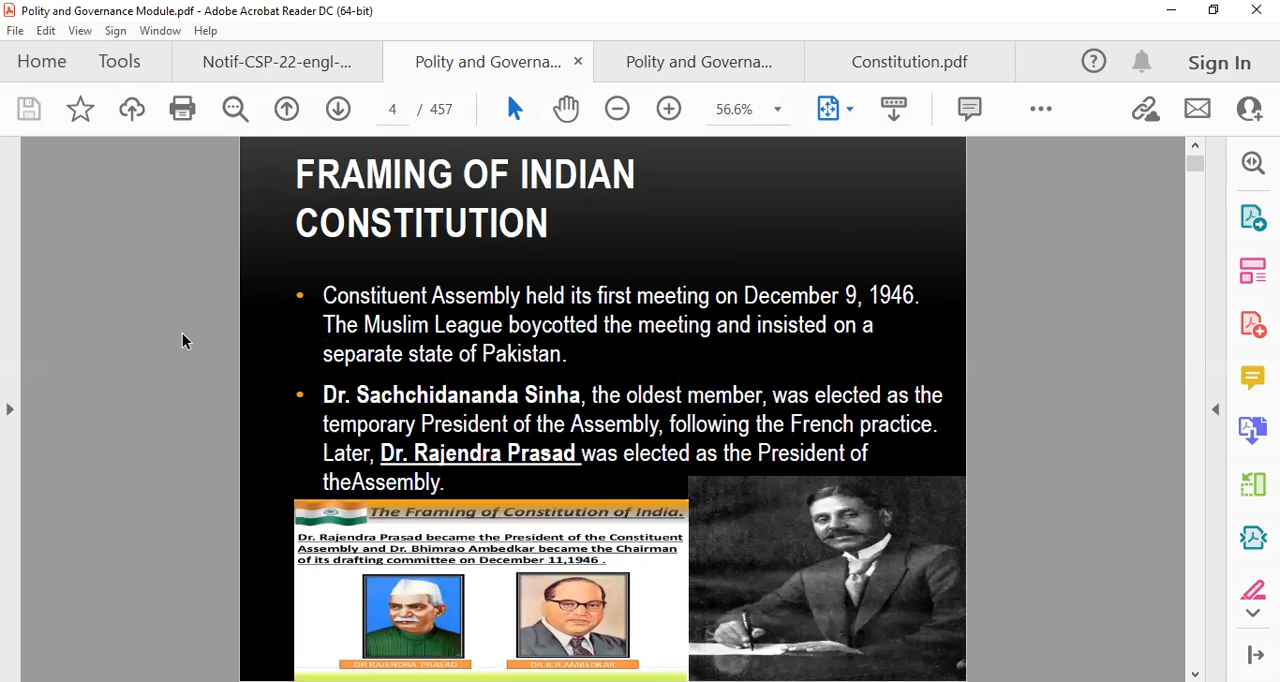 Polity and Governance Module.pdf - Adobe Acrobat Reader DC (64-bit)
File Edit View Sign Window Help
Home Tools Notif-CSP-22-engl-... Polity and Governa... × Polity and Governa... Constitution.pdf ? Sign In
4 / 457 56.6%
FRAMING OF INDIAN
CONSTITUTION
• Constituent Assembly held its first meeting on December 9, 1946.
The Muslim League boycotted the meeting and insisted on a
separate state of Pakistan.
• Dr. Sachchidananda Sinha, the oldest member, was elected as the
temporary President of the Assembly, following the French practice.
Later, Dr. Rajendra Prasad was elected as the President of
theAssembly.
The Framing of Constitution of India.
Dr. Rajendra Prasad became the President of the Constituent
Assembly and Dr. Bhimrao Ambedkar became the Chairman
of its drafting committee on December 11,1946 .
DR.RAJENDRA PRASAD DR.B.R.AMBEDKAR